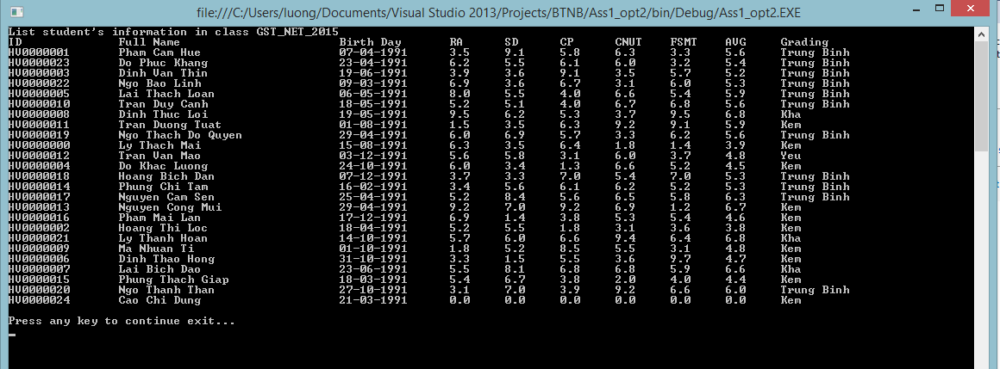 file:///C:/Users/luong/Documents/Visual Studio 2013/Projects/BTNB/Ass1_opt2/bin/Debug/Ass1_opt2.EXE
List student's information in class GST_NET_2015
ID Full Name Birth Day RA SD CP CNUT FSMT AVG Grading
HV0000001 Pham Cam Hue 07-04-1991 3.5 9.1 5.8 6.3 3.3 5.6 Trung Binh
HV0000023 Do Phuc Khang 23-04-1991 6.2 5.5 6.1 6.0 3.2 5.4 Trung Binh
HV0000003 Dinh Van Thin 19-06-1991 3.9 3.6 9.1 3.5 5.7 5.2 Trung Binh
HV0000022 Ngo Bao Linh 09-03-1991 6.9 3.6 6.7 3.1 6.0 5.3 Trung Binh
HV0000005 Lai Thach Loan 06-05-1991 8.0 5.5 4.0 6.6 5.4 5.9 Trung Binh
HV0000010 Tran Duy Canh 18-05-1991 5.2 5.1 4.0 6.7 6.8 5.6 Trung Binh
HV0000008 Dinh Thuc Loi 19-05-1991 9.5 6.2 5.3 3.7 9.5 6.8 Kha
HV0000011 Tran Duong Tuat 01-08-1991 1.5 3.5 6.3 9.2 9.1 5.9 Kem
HV0000019 Ngo Thach Do Quyen 29-04-1991 6.0 6.9 5.7 3.3 6.2 5.6 Trung Binh
HV0000000 Ly Thach Mai 15-08-1991 6.3 3.5 6.4 1.8 1.4 3.9 Kem
HV0000012 Tran Van Mao 03-12-1991 5.6 5.8 3.1 6.0 3.7 4.8 Yeu
HV0000004 Do Khac Luong 24-10-1991 6.0 3.4 1.3 6.6 5.2 4.5 Kem
HV0000018 Hoang Bich Dan 07-12-1991 3.7 3.3 7.0 5.4 7.0 5.3 Trung Binh
HV0000014 Phung Chi Tam 16-02-1991 3.4 5.6 6.1 6.2 5.2 5.3 Trung Binh
HV0000017 Nguyen Cam Sen 25-04-1991 5.2 8.4 5.6 6.5 5.8 6.3 Trung Binh
HV0000013 Nguyen Cong Mui 29-04-1991 9.2 7.0 9.2 6.9 1.2 6.7 Kem
HV0000016 Pham Mai Lan 17-12-1991 6.9 1.4 3.8 5.3 5.4 4.6 Kem
HV0000002 Hoang Thi Loc 18-04-1991 5.2 5.5 1.8 3.1 3.6 3.8 Kem
HV0000021 Ly Thanh Hoan 14-10-1991 5.7 6.0 6.6 9.4 6.4 6.8 Kha
HV0000009 Ma Nhuan Ti 01-10-1991 1.8 5.2 8.5 5.5 3.1 4.8 Kem
HV0000006 Dinh Thao Hong 31-10-1991 3.3 1.5 5.5 3.6 9.7 4.7 Kem
HV0000007 Lai Bich Dao 23-06-1991 5.5 8.1 6.8 6.8 5.9 6.6 Kha
HV0000015 Phung Thach Giap 18-03-1991 5.4 6.7 3.8 2.0 4.0 4.4 Kem
HV0000020 Ngo Thanh Than 27-10-1991 3.1 7.0 3.9 9.2 6.6 6.0 Trung Binh
HV0000024 Cao Chi Dung 21-03-1991 0.0 0.0 0.0 0.0 0.0 0.0 Kem
Press any key to continue exit...